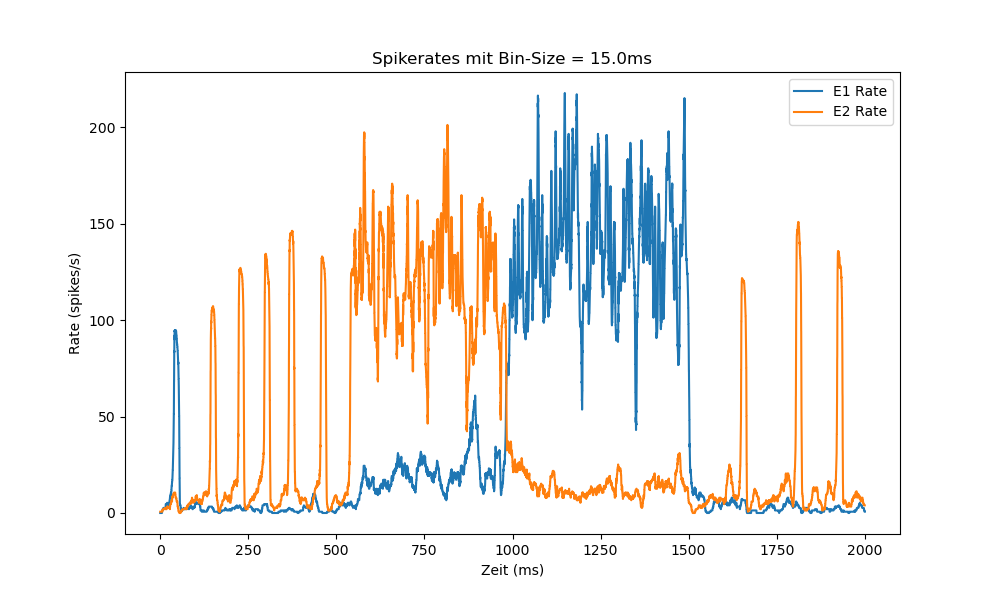 Spikerates mit Bin-Size = 15.0ms
E1 Rate
E2 Rate
Rate (spikes/s)
200
150
100
50
0
0 250 500 750 1000 1250 1500 1750 2000
Zeit (ms)